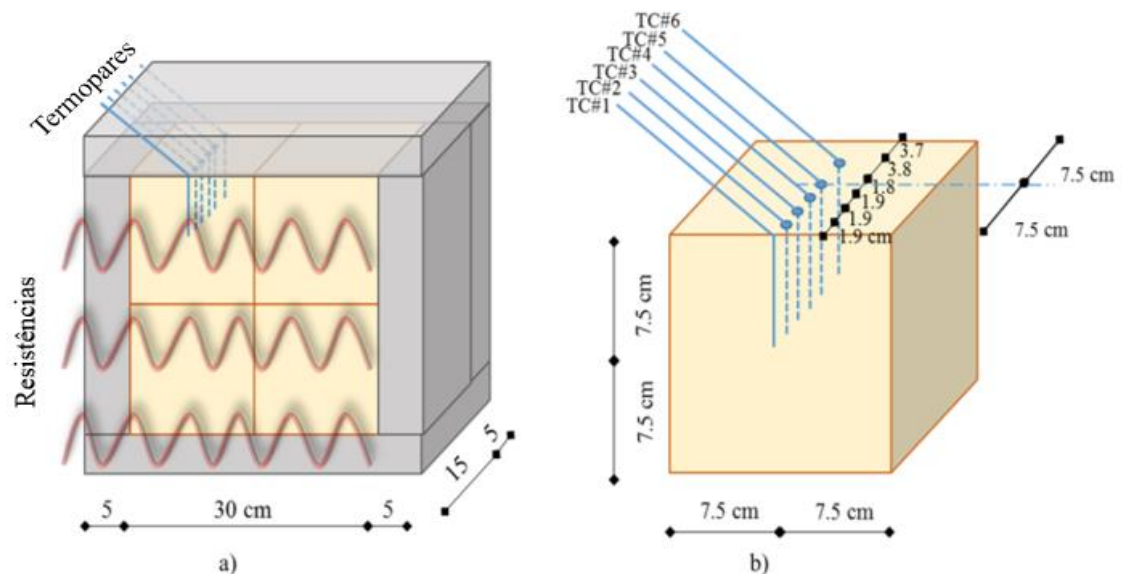 Termopares
Resistências
5
30 cm
5
15
5
a)
TC#6
TC#5
TC#4
TC#3
TC#2
TC#1
3.7
3.8
1.8
1.9
1.9
1.9 cm
7.5 cm
7.5 cm
7.5 cm
7.5 cm
7.5 cm
7.5 cm
b)